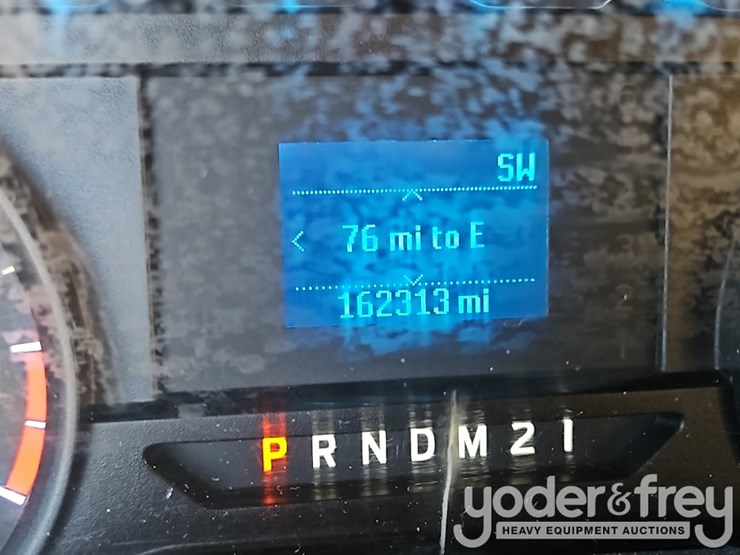 SW
76 mi to E
162313 mi
P R N D M 2 1
yoder&frey
HEAVY EQUIPMENT AUCTIONS